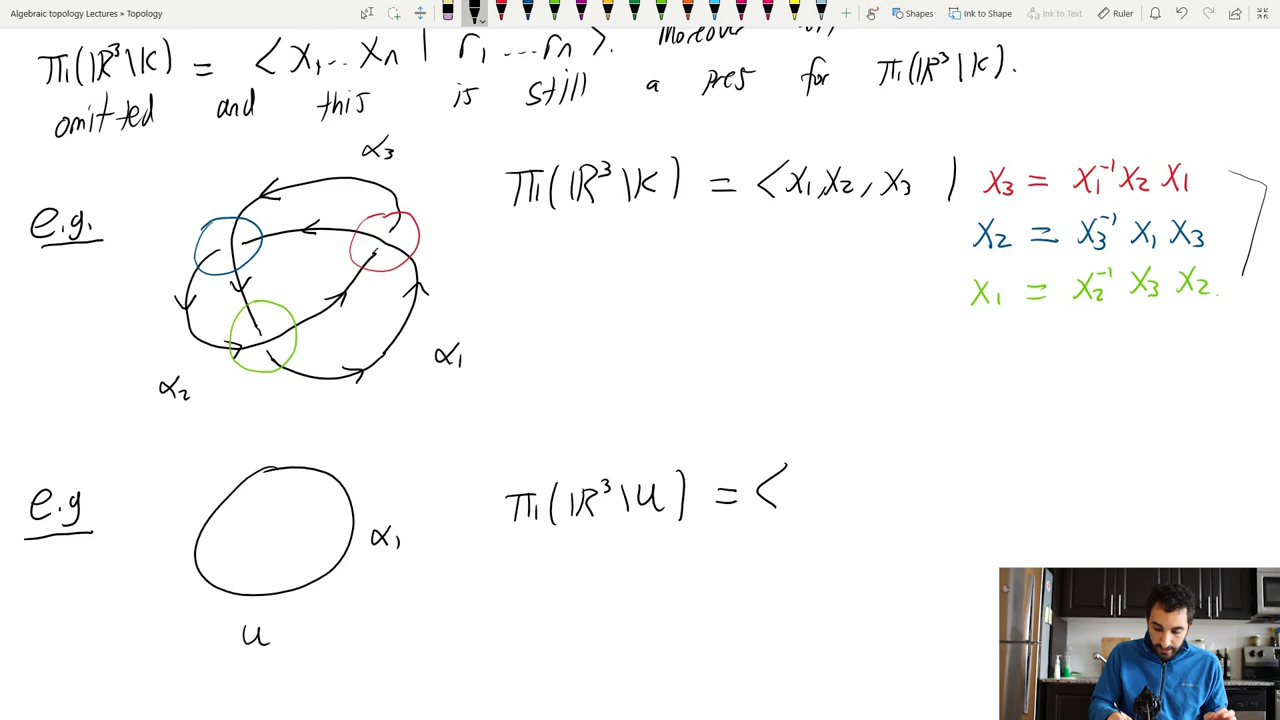 Algebraic topology Lectures » Topology
Shapes
Ink to Shape
Ink to Text
Ruler
π₁(ℝ³\K) = <x₁,... xₙ | r₁ ... rₙ>. Moreover
omitted and this is still a pres for π₁(ℝ³\K).
e.g.
α₃
α₂
α₁
π₁(ℝ³\K) = <x₁, x₂, x₃ | x₃ = x₁⁻¹ x₂ x₁
x₂ = x₃⁻¹ x₁ x₃
x₁ = x₂⁻¹ x₃ x₂. >
e.g
α₁
U
π₁(ℝ³\U) = <